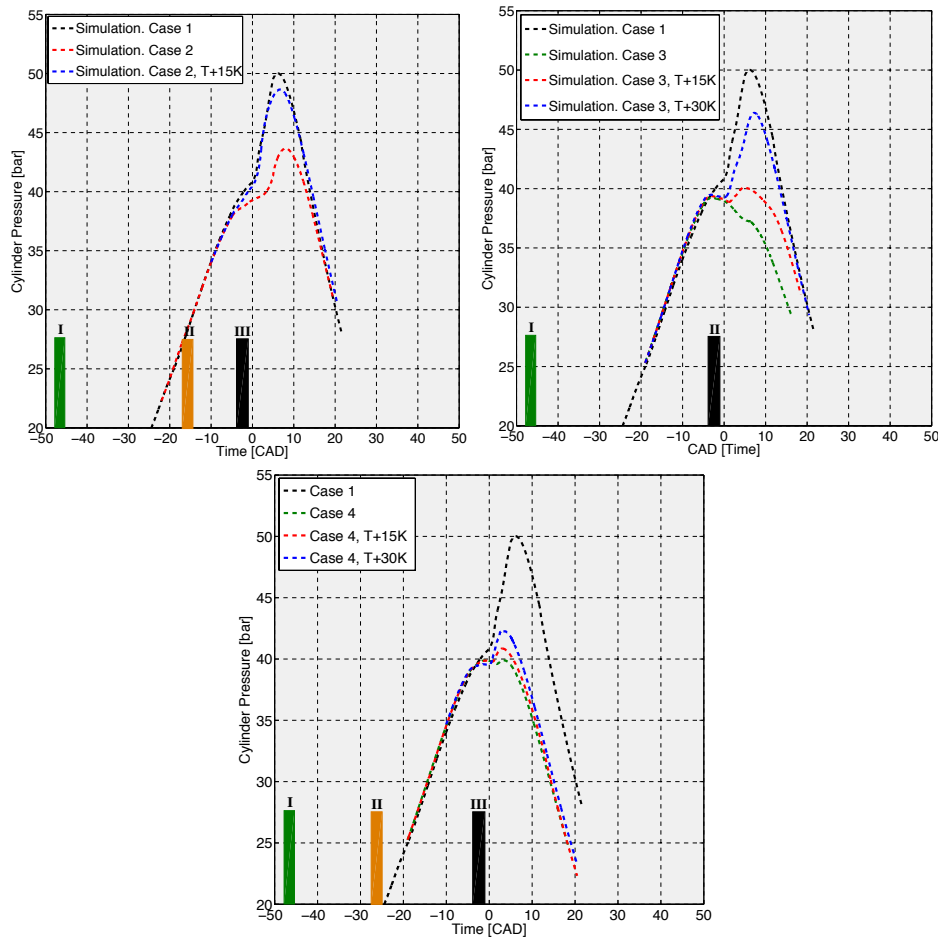 Simulation. Case 1
Simulation. Case 2
Simulation. Case 2, T+15K
55
50
45
40
35
30
25
20
Cylinder Pressure [bar]
I
II
III
−50 −40 −30 −20 −10 0 10 20 30 40 50
Time [CAD]
Simulation. Case 1
Simulation. Case 3
Simulation. Case 3, T+15K
Simulation. Case 3, T+30K
55
50
45
40
35
30
25
20
Cylinder Pressure [bar]
I
II
−50 −40 −30 −20 −10 0 10 20 30 40 50
CAD [Time]
Case 1
Case 4
Case 4, T+15K
Case 4, T+30K
55
50
45
40
35
30
25
20
Cylinder Pressure [bar]
I
II
III
−50 −40 −30 −20 −10 0 10 20 30 40 50
Time [CAD]